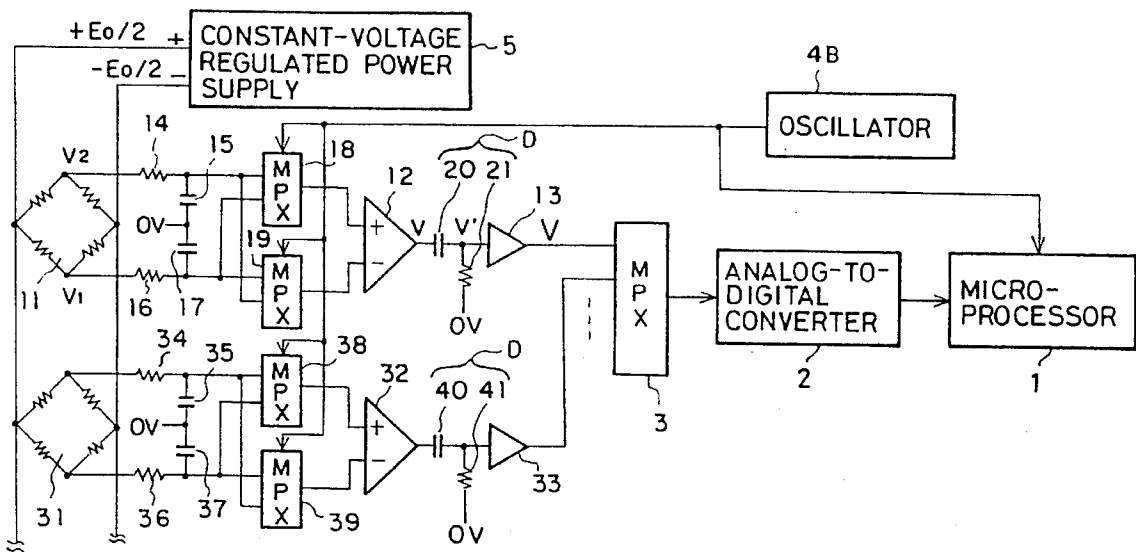 +Eo/2 +
-Eo/2 -
CONSTANT-VOLTAGE
REGULATED POWER
SUPPLY
5
4B
OSCILLATOR
14
15
V2
MPX
18
12
D
20
21
13
+
-
V
V'
V
0V
0V
19
MPX
11
V1
16
17
MPX
3
ANALOG-TO-
DIGITAL
CONVERTER
2
MICRO-
PROCESSOR
1
34
35
MPX
38
32
D
40
41
+
-
33
0V
0V
MPX
39
31
36
37